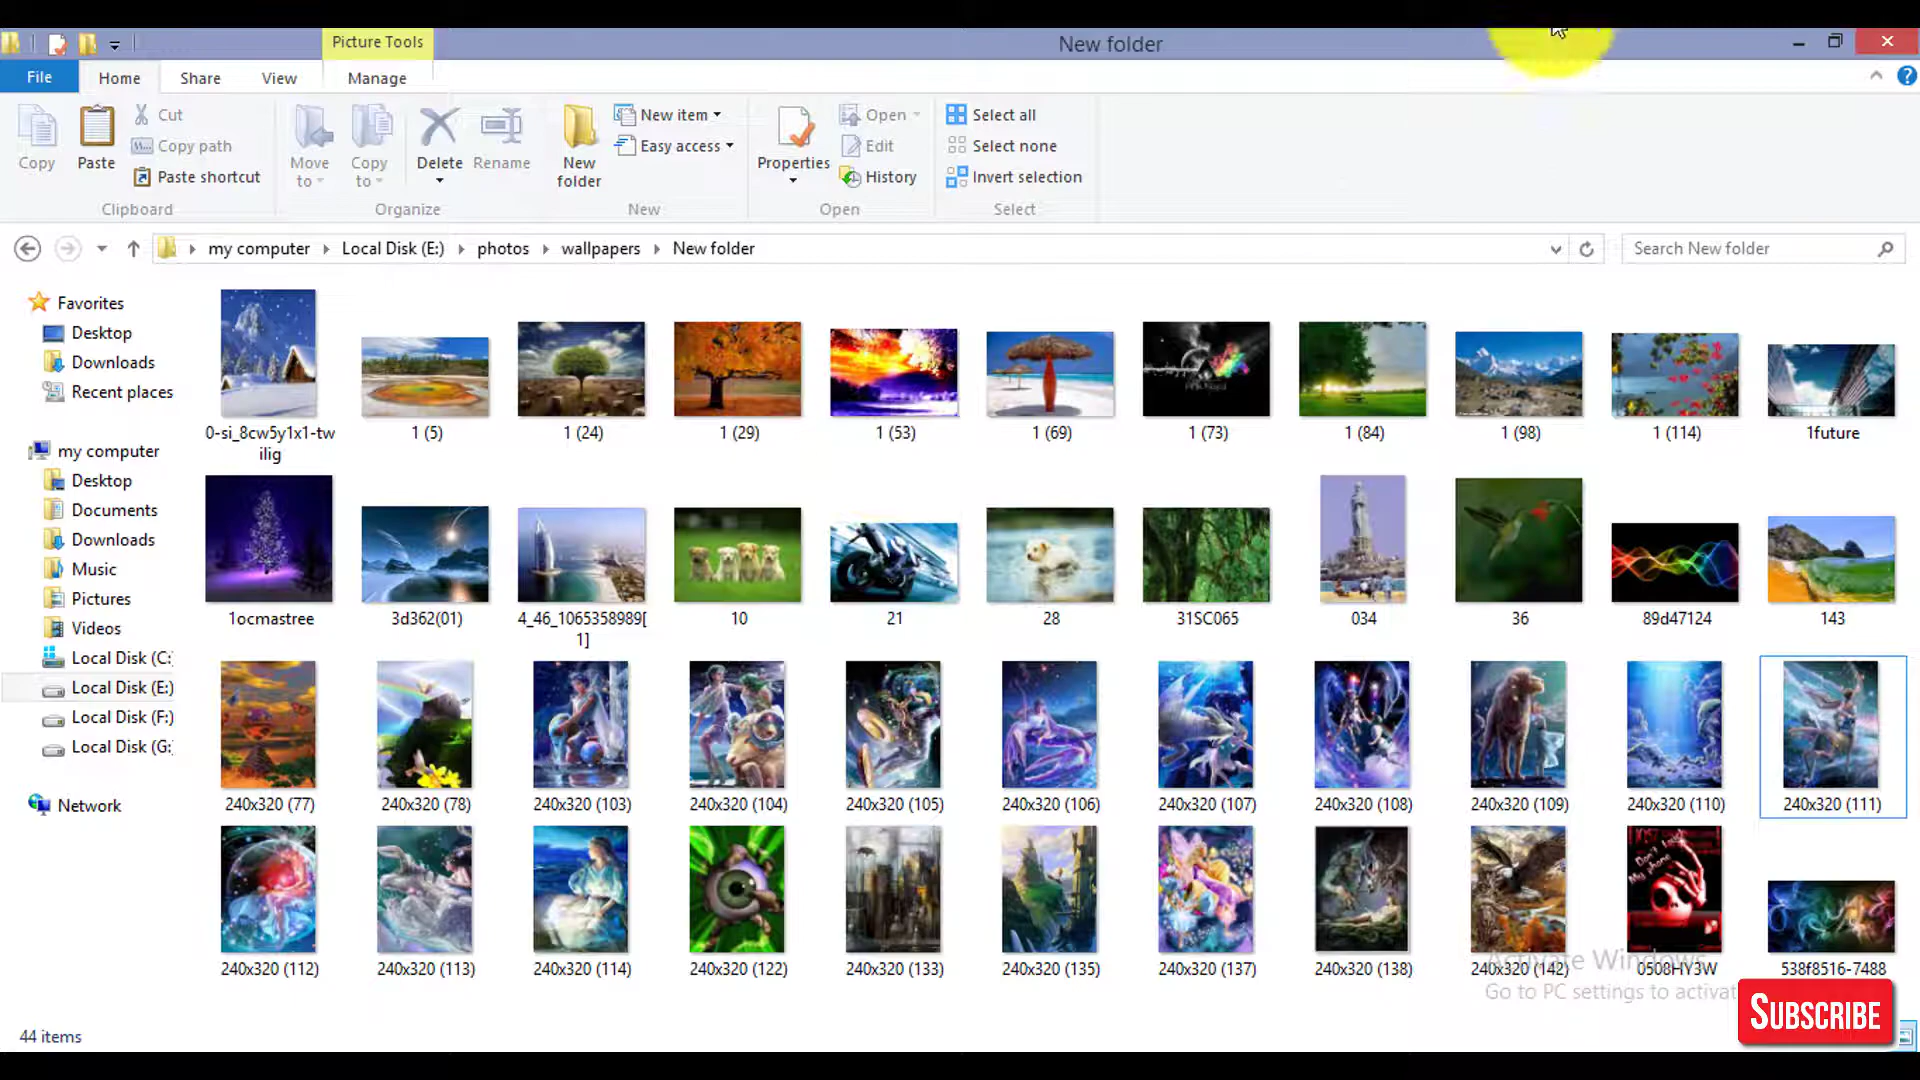 Picture Tools
New folder
File
Home
Share
View
Manage
Copy
Paste
Cut
Copy path
Paste shortcut
Clipboard
Move to
Copy to
Delete
Rename
Organize
New folder
New item
Easy access
New
Properties
Open
Edit
History
Open
Select all
Select none
Invert selection
Select
my computer
Local Disk (E:)
photos
wallpapers
New folder
Search New folder
Favorites
Desktop
Downloads
Recent places
my computer
Desktop
Documents
Downloads
Music
Pictures
Videos
Local Disk (C:
Local Disk (E:)
Local Disk (F:)
Local Disk (G:
Network
0-si_8cw5y1x1-tw
ilig
1 (5)
1 (24)
1 (29)
1 (53)
1 (69)
1 (73)
1 (84)
1 (98)
1 (114)
1future
1ocmastree
3d362(01)
4_46_1065358989[
1]
10
21
28
31SC065
034
36
89d47124
143
240x320 (77)
240x320 (78)
240x320 (103)
240x320 (104)
240x320 (105)
240x320 (106)
240x320 (107)
240x320 (108)
240x320 (109)
240x320 (110)
240x320 (111)
Don't
My phone
240x320 (112)
240x320 (113)
240x320 (114)
240x320 (122)
240x320 (133)
240x320 (135)
240x320 (137)
240x320 (138)
240x320 (142)
0508HY3W
538f8516-7488
Activate Windows
Go to PC settings to activat
SUBSCRIBE
44 items